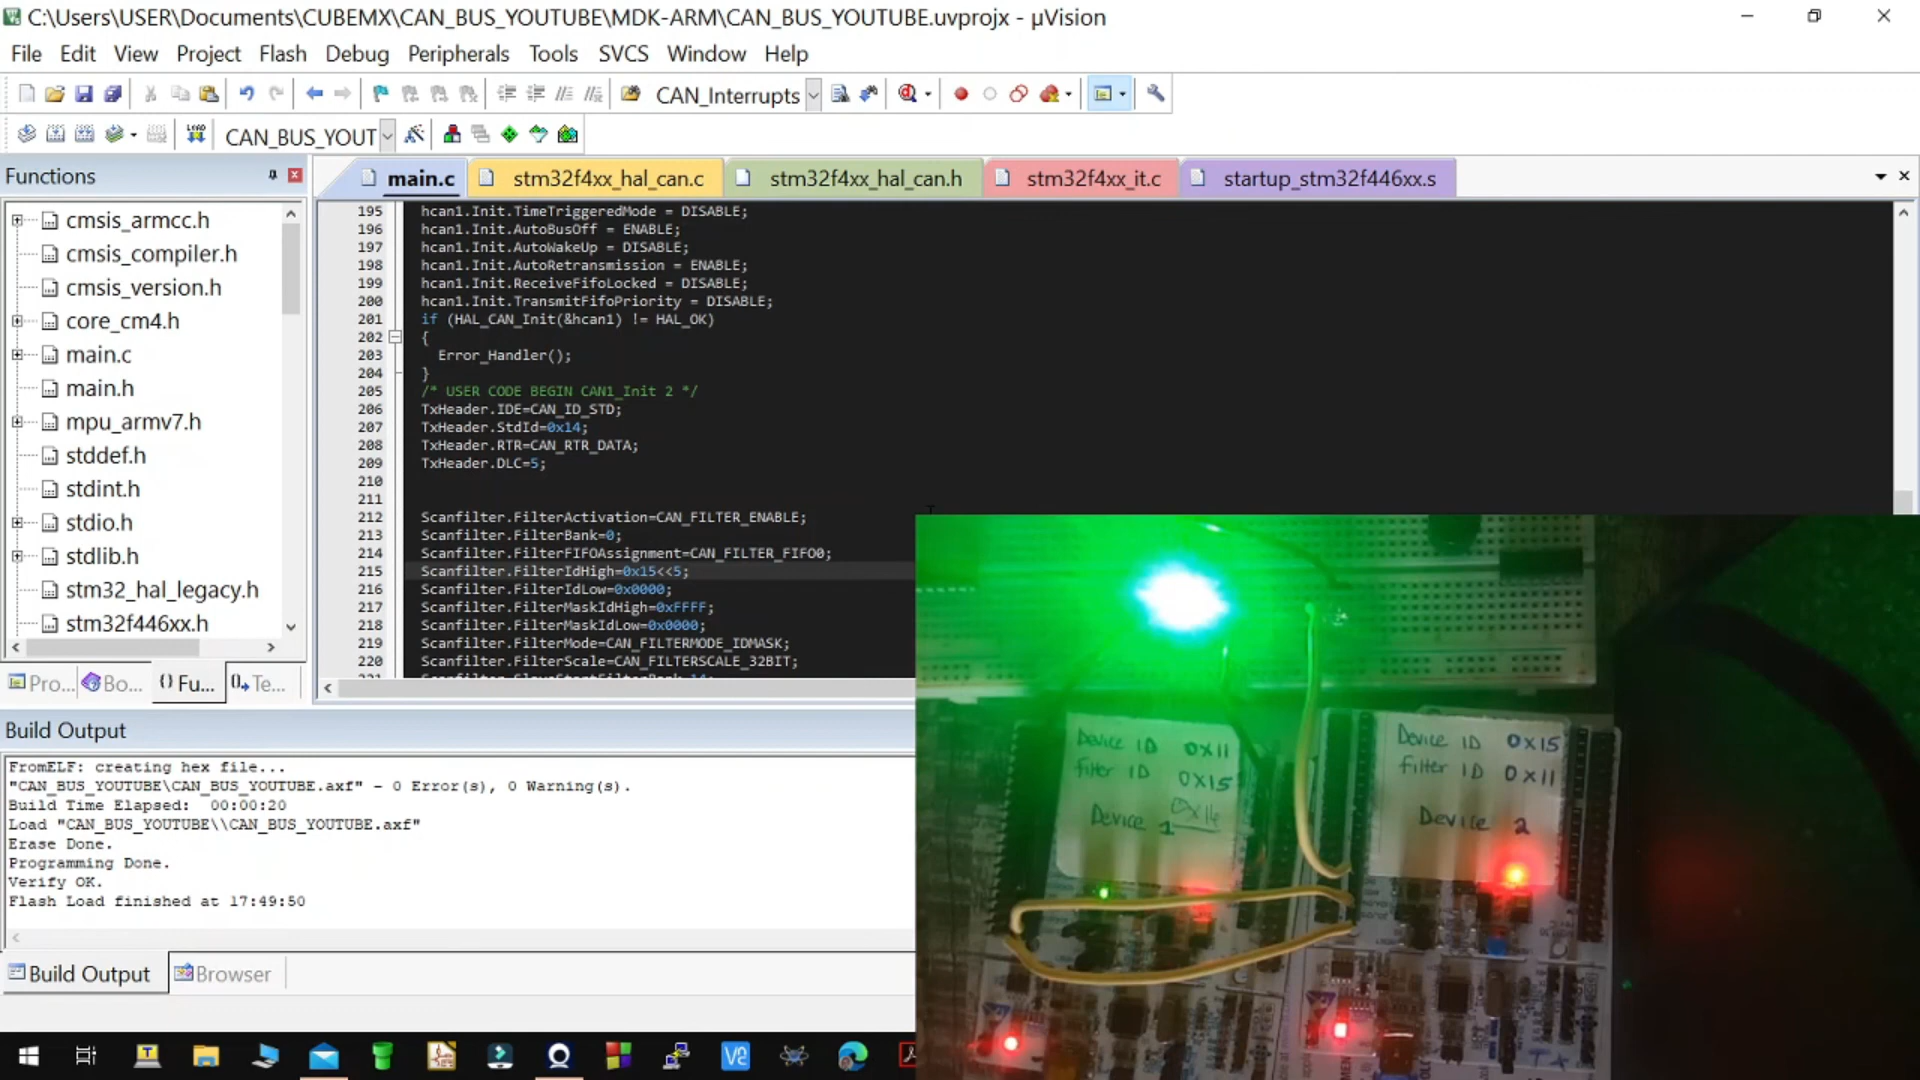 C:\Users\USER\Documents\CUBEMX\CAN_BUS_YOUTUBE\MDK-ARM\CAN_BUS_YOUTUBE.uvprojx - µVision
File Edit View Project Flash Debug Peripherals Tools SVCS Window Help
CAN_Interrupts
LOAD CAN_BUS_YOUT
Functions
cmsis_armcc.h
cmsis_compiler.h
cmsis_version.h
core_cm4.h
main.c
main.h
mpu_armv7.h
stddef.h
stdint.h
stdio.h
stdlib.h
stm32_hal_legacy.h
stm32f446xx.h
Pro... Bo... {} Fu... Te...
main.c stm32f4xx_hal_can.c stm32f4xx_hal_can.h stm32f4xx_it.c startup_stm32f446xx.s
195 hcan1.Init.TimeTriggeredMode = DISABLE;
196 hcan1.Init.AutoBusOff = ENABLE;
197 hcan1.Init.AutoWakeUp = DISABLE;
198 hcan1.Init.AutoRetransmission = ENABLE;
199 hcan1.Init.ReceiveFifoLocked = DISABLE;
200 hcan1.Init.TransmitFifoPriority = DISABLE;
201 if (HAL_CAN_Init(&hcan1) != HAL_OK)
202 {
203 Error_Handler();
204 }
205 /* USER CODE BEGIN CAN1_Init 2 */
206 TxHeader.IDE=CAN_ID_STD;
207 TxHeader.StdId=0x14;
208 TxHeader.RTR=CAN_RTR_DATA;
209 TxHeader.DLC=5;
210
211
212 Scanfilter.FilterActivation=CAN_FILTER_ENABLE;
213 Scanfilter.FilterBank=0;
214 Scanfilter.FilterFIFOAssignment=CAN_FILTER_FIFO0;
215 Scanfilter.FilterIdHigh=0x15<<5;
216 Scanfilter.FilterIdLow=0x0000;
217 Scanfilter.FilterMaskIdHigh=0xFFFF;
218 Scanfilter.FilterMaskIdLow=0x0000;
219 Scanfilter.FilterMode=CAN_FILTERMODE_IDMASK;
220 Scanfilter.FilterScale=CAN_FILTERSCALE_32BIT;
Build Output
FromELF: creating hex file...
"CAN_BUS_YOUTUBE\CAN_BUS_YOUTUBE.axf" - 0 Error(s), 0 Warning(s).
Build Time Elapsed: 00:00:20
Load "CAN_BUS_YOUTUBE\\CAN_BUS_YOUTUBE.axf"
Erase Done.
Programming Done.
Verify OK.
Flash Load finished at 17:49:50
Build Output Browser
Device ID 0x11
filter ID 0x15
0x14
Device 1
Device ID 0x15
filter ID 0x11
Device 2